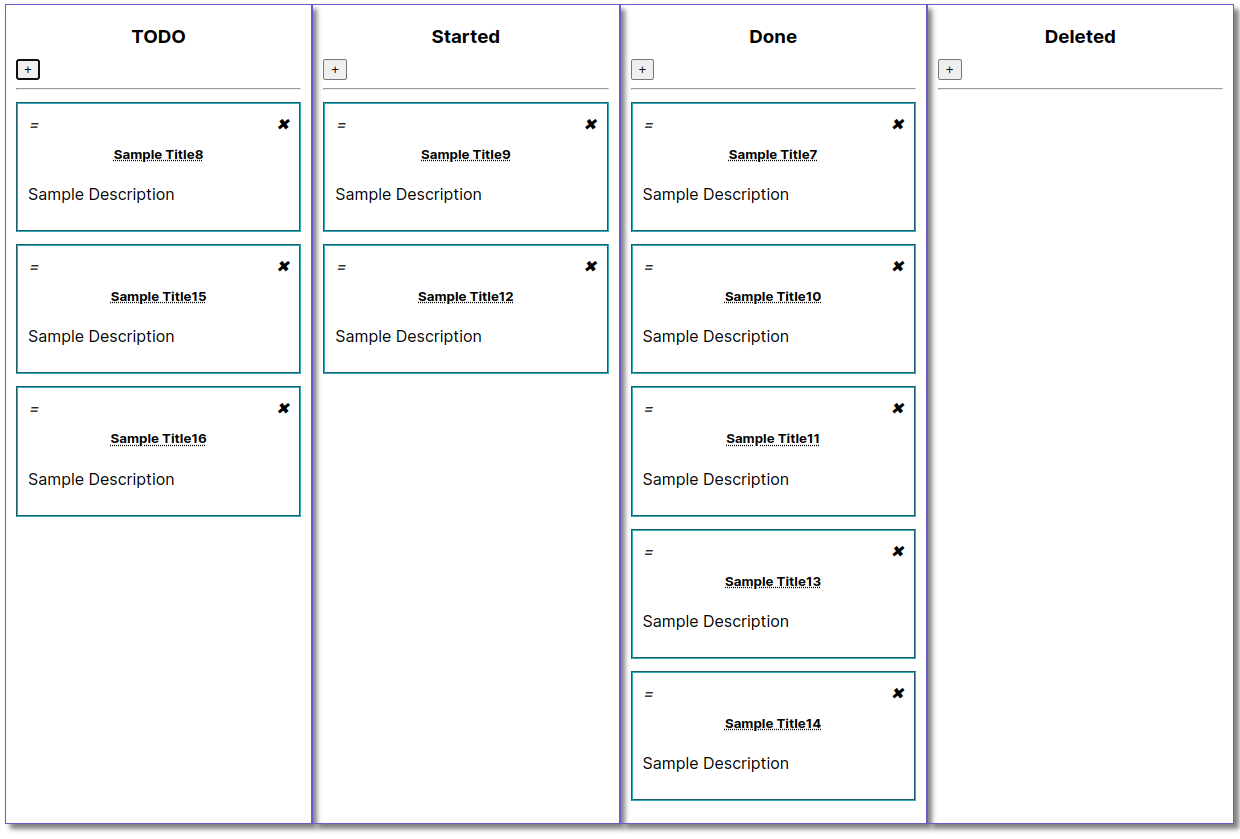 TODO
+
=
✖
Sample Title8
Sample Description
=
✖
Sample Title15
Sample Description
=
✖
Sample Title16
Sample Description
Started
+
=
✖
Sample Title9
Sample Description
=
✖
Sample Title12
Sample Description
Done
+
=
✖
Sample Title7
Sample Description
=
✖
Sample Title10
Sample Description
=
✖
Sample Title11
Sample Description
=
✖
Sample Title13
Sample Description
=
✖
Sample Title14
Sample Description
Deleted
+